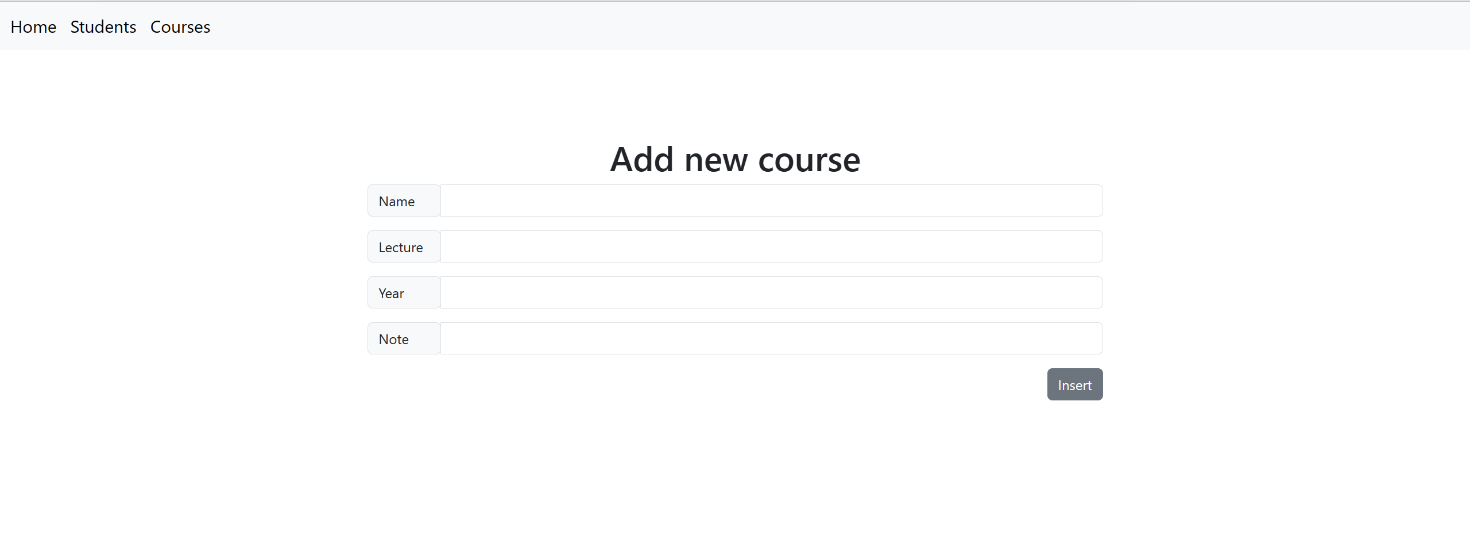 Home Students Courses
Add new course
Name
Lecture
Year
Note
Insert